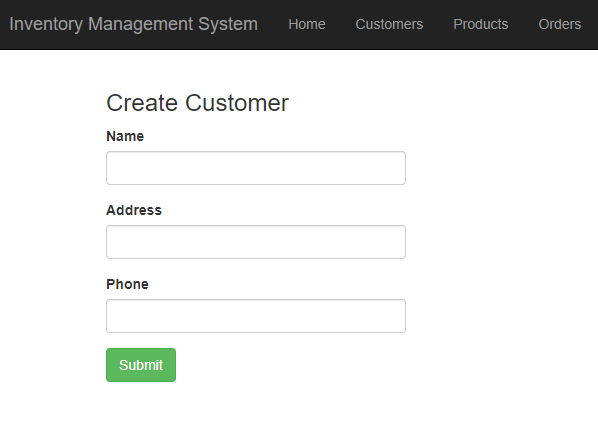 Inventory Management System Home Customers Products Orders
Create Customer
Name
Address
Phone
Submit